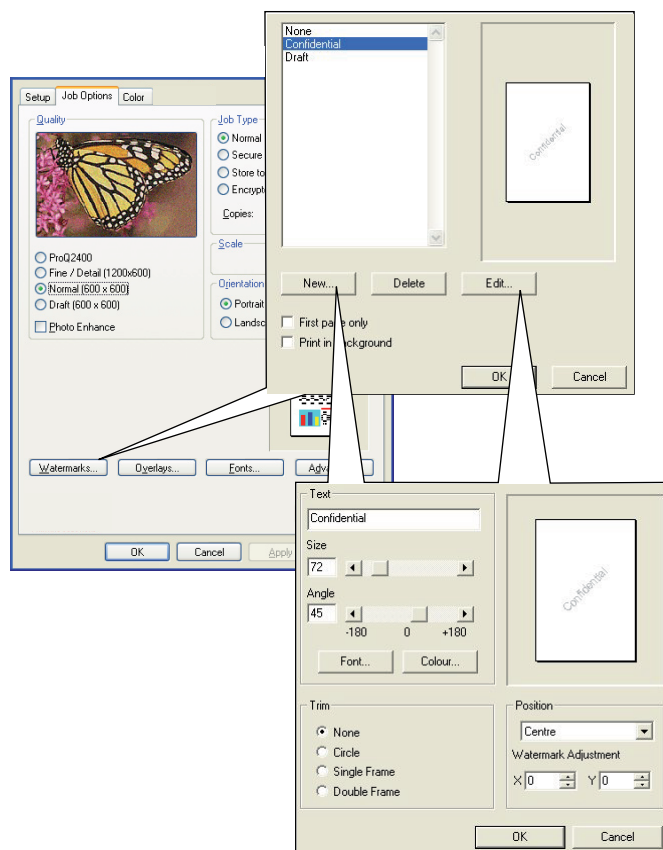 None
Confidential
Draft
Confidential
New...
Delete
Edit...
First page only
Print in background
OK
Cancel
Setup
Job Options
Color
Quality
ProQ2400
Fine / Detail (1200x600)
Normal (600 x 600)
Draft (600 x 600)
Photo Enhance
Job Type
Normal
Secure
Store to
Encrypt
Copies:
Scale
Orientation
Portrait
Landsc
Watermarks...
Overlays...
Fonts...
Adva
OK
Cancel
Apply
Text
Confidential
Size
72
Angle
45
-180 0 +180
Font...
Colour...
Confidential
Trim
None
Circle
Single Frame
Double Frame
Position
Centre
Watermark Adjustment
X 0 Y 0
OK
Cancel